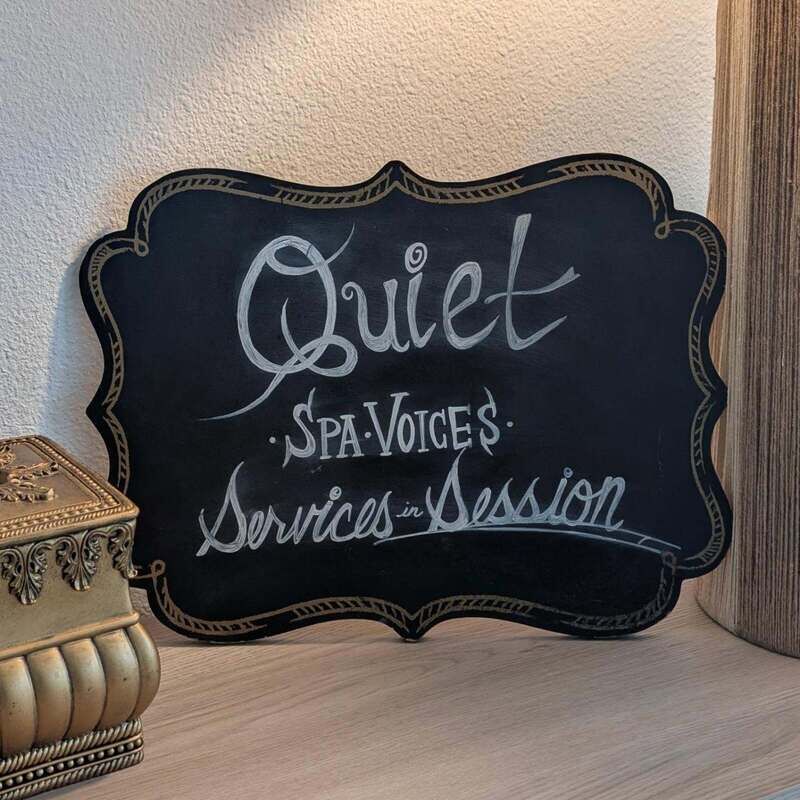 Quiet
· SPA · VOICES ·
Services in Session